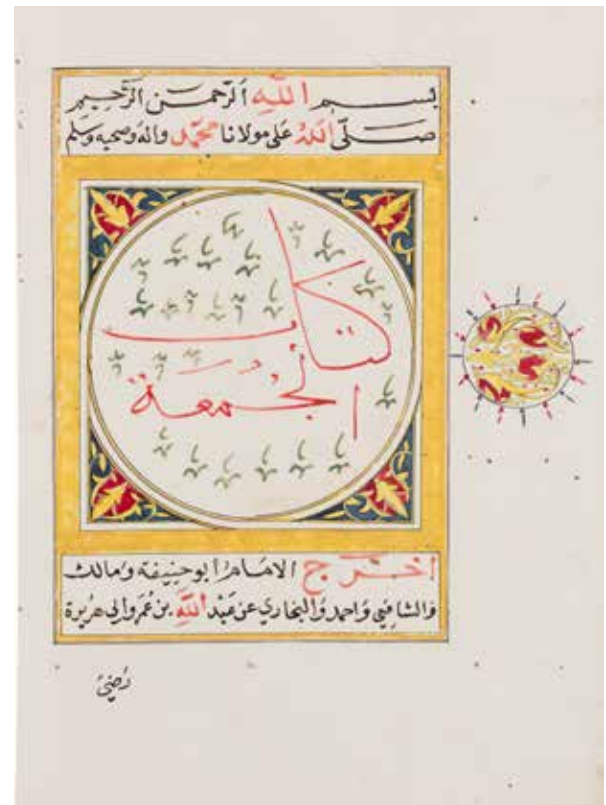 بسم الله الرحمن الرحيم
صلى الله على مولانا محمد واله وصحبه وسلم
كتاب
الجمعة
اخرج الامام ابو حنيفة ومالك
والشافعي واحمد والبخاري عن عبد الله بن عمر وابي هريرة
رضي